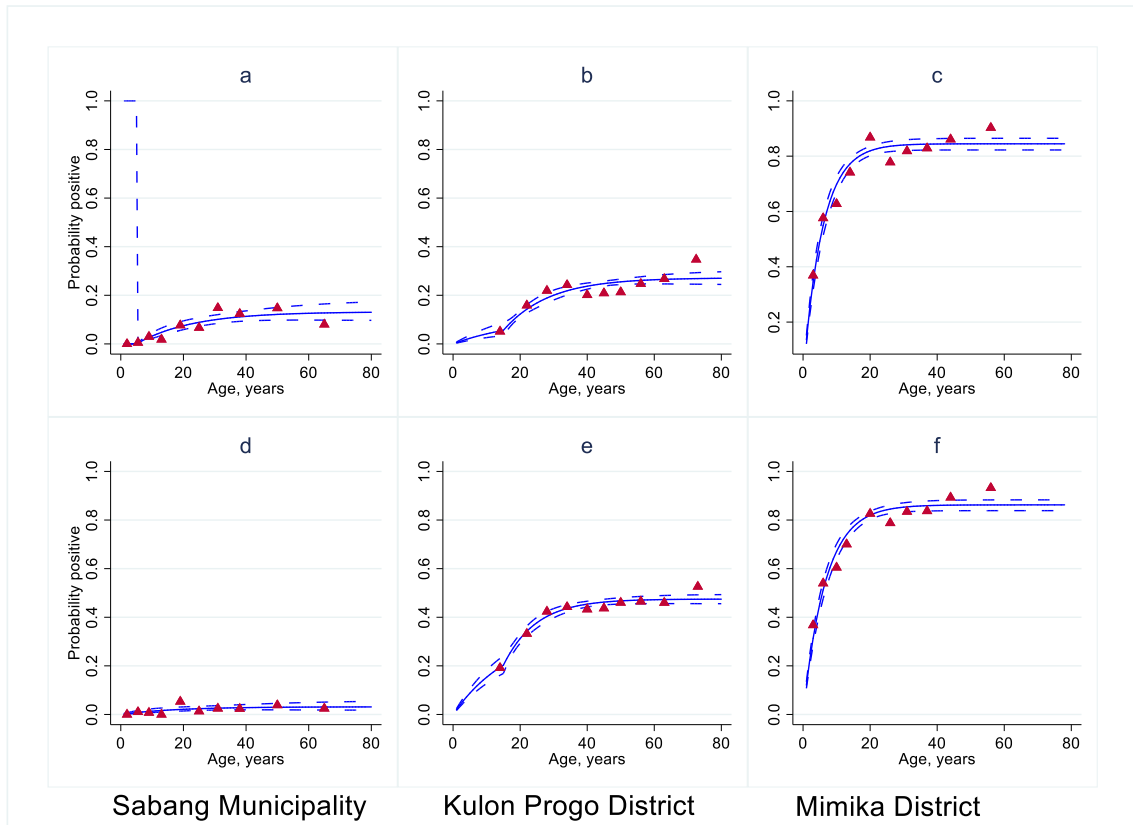 a
b
c
Probability positive
0.0 0.2 0.4 0.6 0.8 1.0
0 20 40 60 80
Age, years
0.0 0.2 0.4 0.6 0.8 1.0
0 20 40 60 80
Age, years
0.2 0.4 0.6 0.8 1.0
0 20 40 60 80
Age, years
d
e
f
Probability positive
0.0 0.2 0.4 0.6 0.8 1.0
0 20 40 60 80
Age, years
0.0 0.2 0.4 0.6 0.8 1.0
0 20 40 60 80
Age, years
0.0 0.2 0.4 0.6 0.8 1.0
0 20 40 60 80
Age, years
Sabang Municipality
Kulon Progo District
Mimika District